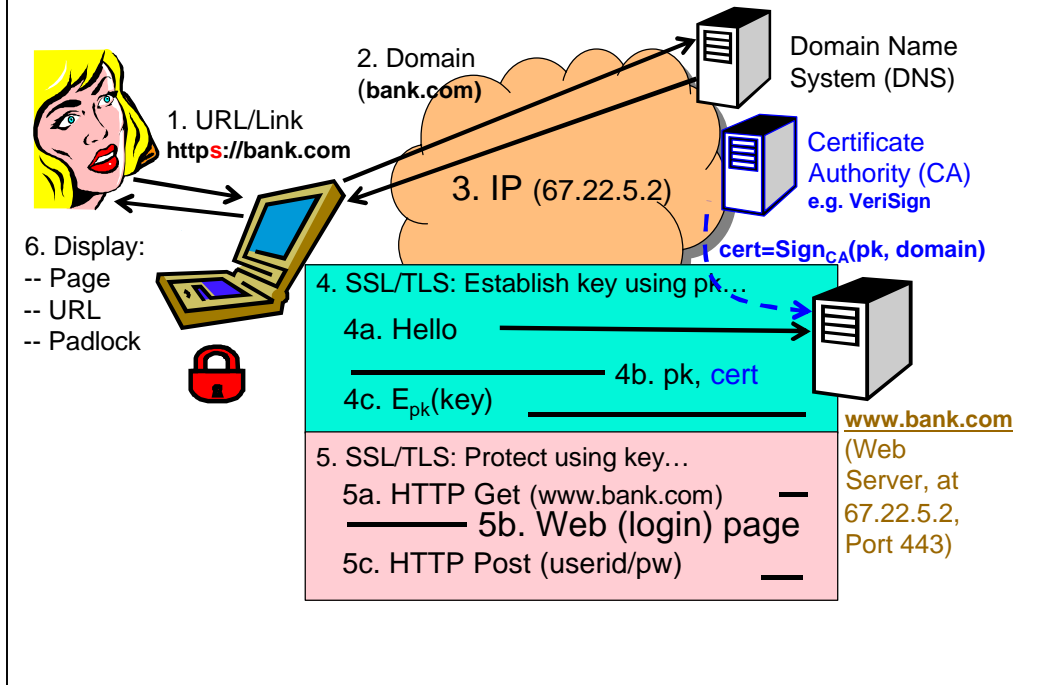 1. URL/Link
https://bank.com
2. Domain
(bank.com)
Domain Name
System (DNS)
3. IP (67.22.5.2)
Certificate
Authority (CA)
e.g. VeriSign
cert=SignCA(pk, domain)
6. Display:
-- Page
-- URL
-- Padlock
4. SSL/TLS: Establish key using pk…
4a. Hello
4b. pk, cert
4c. Epk(key)
5. SSL/TLS: Protect using key…
5a. HTTP Get (www.bank.com)
5b. Web (login) page
5c. HTTP Post (userid/pw)
www.bank.com
(Web
Server, at
67.22.5.2,
Port 443)